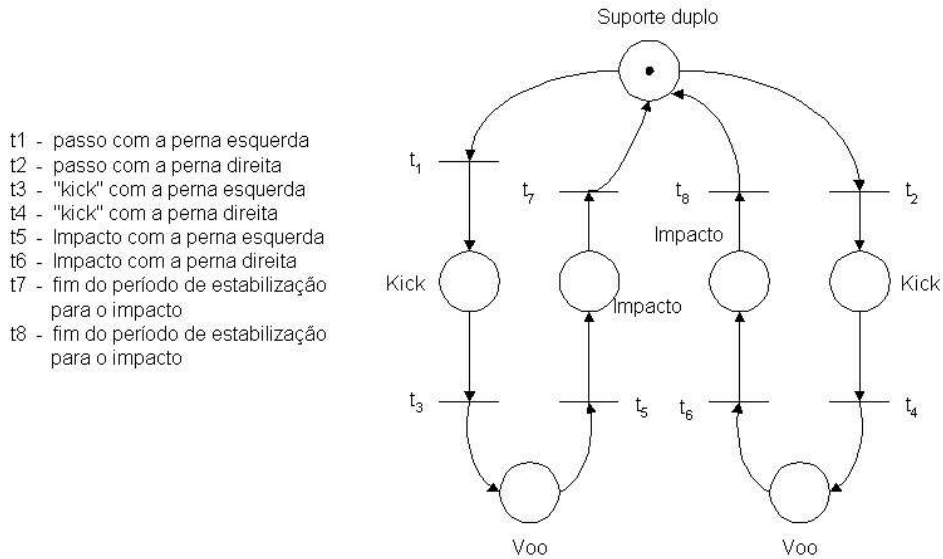 Suporte duplo
t1 - passo com a perna esquerda
t2 - passo com a perna direita
t3 - "kick" com a perna esquerda
t4 - "kick" com a perna direita
t5 - Impacto com a perna esquerda
t6 - Impacto com a perna direita
t7 - fim do período de estabilização
para o impacto
t8 - fim do período de estabilização
para o impacto
t1
t7
t8
t2
Impacto
Kick
Kick
Impacto
t3
t5
t6
t4
Voo
Voo